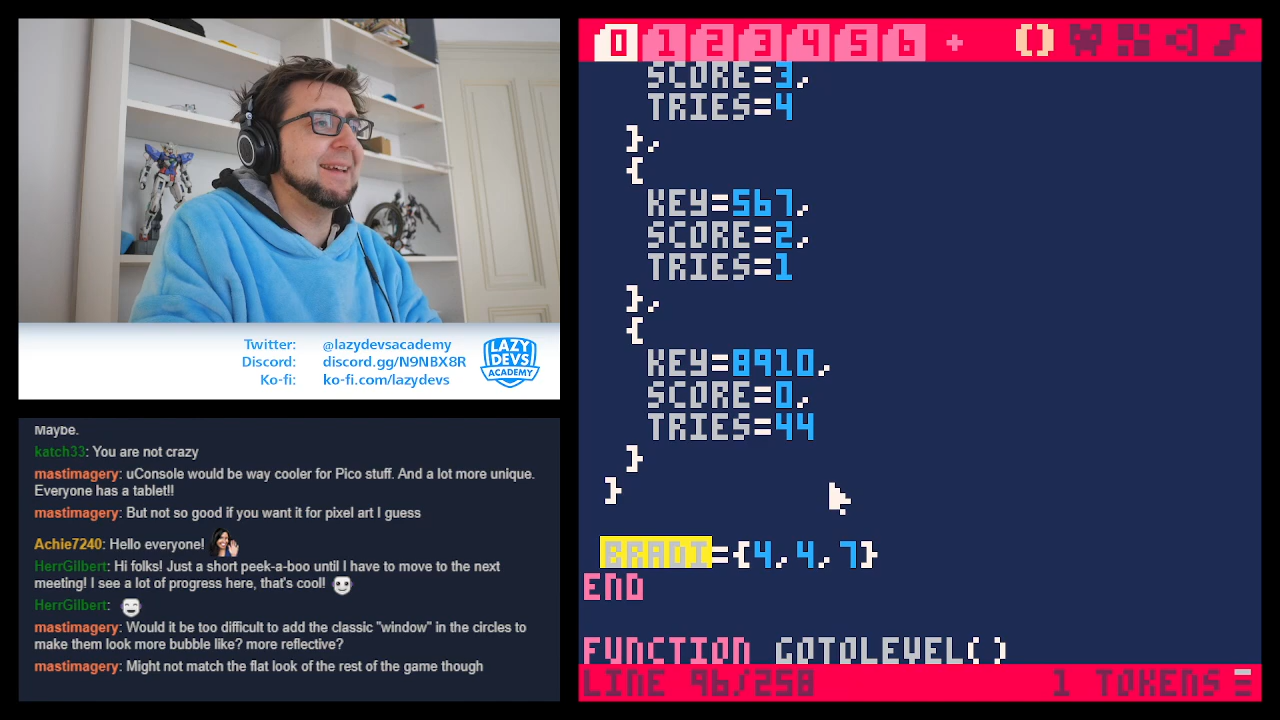 Twitter: @lazydevsacademy
Discord: discord.gg/N9NBX8R
Ko-fi: ko-fi.com/lazydevs
LAZY
DEVS
ACADEMY
Maybe.
katch33: You are not crazy
mastimagery: uConsole would be way cooler for Pico stuff. And a lot more unique.
Everyone has a tablet!!
mastimagery: But not so good if you want it for pixel art I guess
Achie7240: Hello everyone!
HerrGilbert: Hi folks! Just a short peek-a-boo until I have to move to the next
meeting! I see a lot of progress here, that's cool!
HerrGilbert:
mastimagery: Would it be too difficult to add the classic "window" in the circles to
make them look more bubble like? more reflective?
mastimagery: Might not match the flat look of the rest of the game though
0 1 2 3 4 5 6 + ()
SCORE=3,
TRIES=4
},
{
KEY=567,
SCORE=2,
TRIES=1
},
{
KEY=8910,
SCORE=0,
TRIES=44
}
}
BRADI={4,4,7}
END
FUNCTION GOTOLEVEL()
LINE 96/258 1 TOKENS